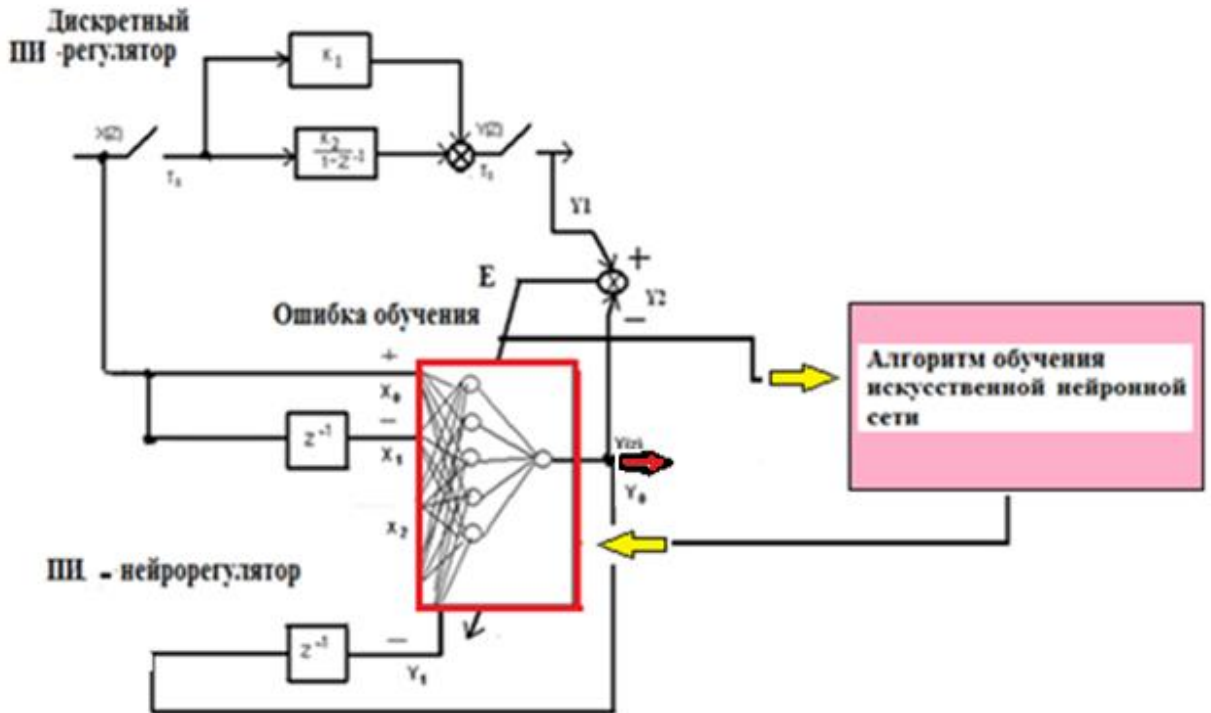 Дискретный
ПИ -регулятор
K1
X(Z)
Y(Z)
K2
1-Z-1
T1
T1
Y1
+
E
Y2
Ошибка обучения
−
+
X0
−
Z-1
X1
Y(z)
Y0
X2
Алгоритм обучения
искусственной нейронной
сети
ПИ - нейрорегулятор
Z-1
−
Y1